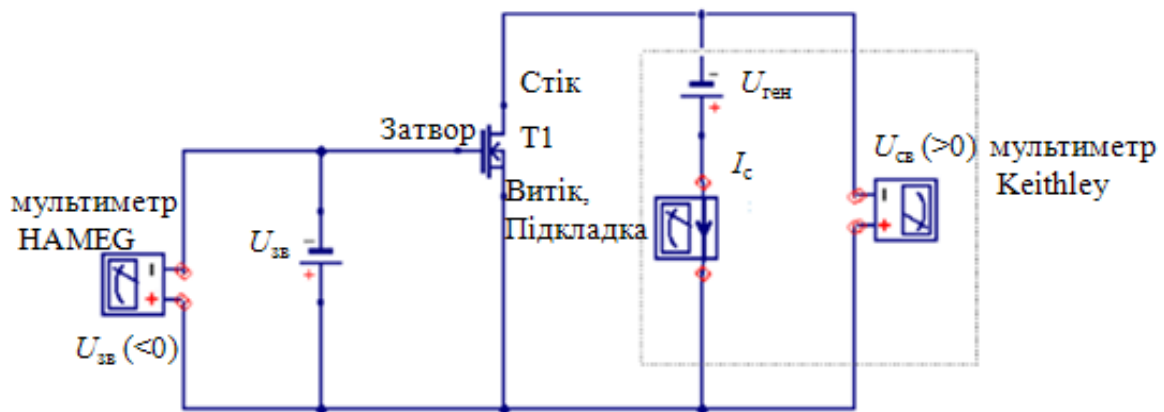 Стік
Затвор
T1
Витік,
Підкладка
мультиметр
HAMEG
Uзв
Uзв (<0)
Uген
Iс
Uсв (>0)
мультиметр
Keithley